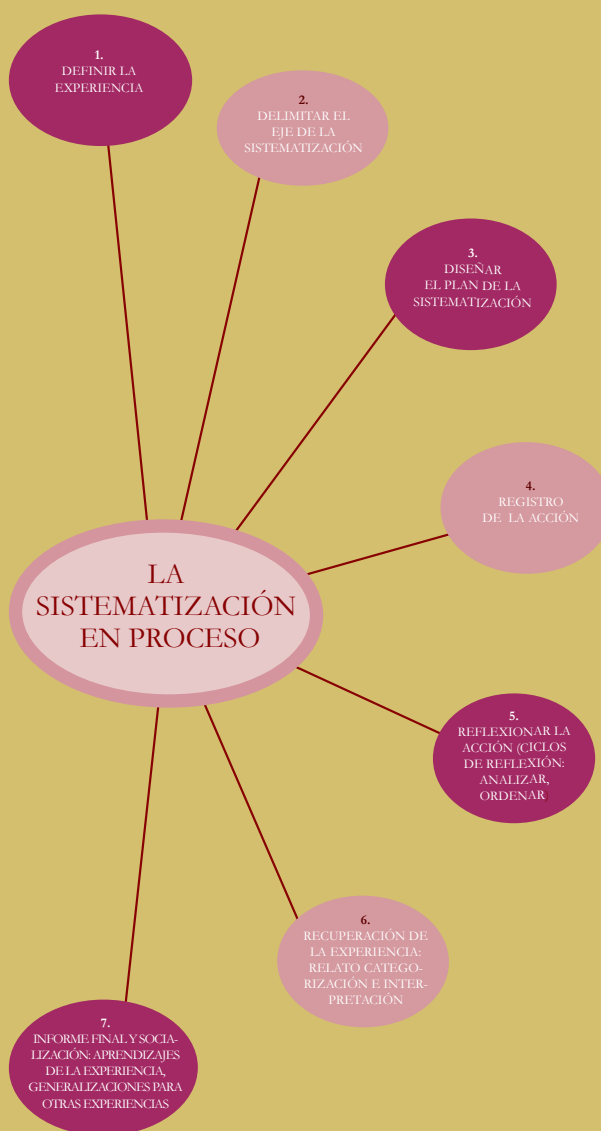 1.
DEFINIR LA
EXPERIENCIA
2.
DELIMITAR EL
EJE DE LA
SISTEMATIZACIÓN
3.
DISEÑAR
EL PLAN DE LA
SISTEMATIZACIÓN
4.
REGISTRO
DE LA ACCIÓN
LA
SISTEMATIZACIÓN
EN PROCESO
5.
REFLEXIONAR LA
ACCIÓN (CICLOS
DE REFLEXIÓN:
ANALIZAR,
ORDENAR)
6.
RECUPERACIÓN DE
LA EXPERIENCIA:
RELATO CATEGO-
RIZACIÓN E INTER-
PRETACIÓN
7.
INFORME FINAL Y SOCIA-
LIZACIÓN: APRENDIZAJES
DE LA EXPERIENCIA,
GENERALIZACIONES PARA
OTRAS EXPERIENCIAS